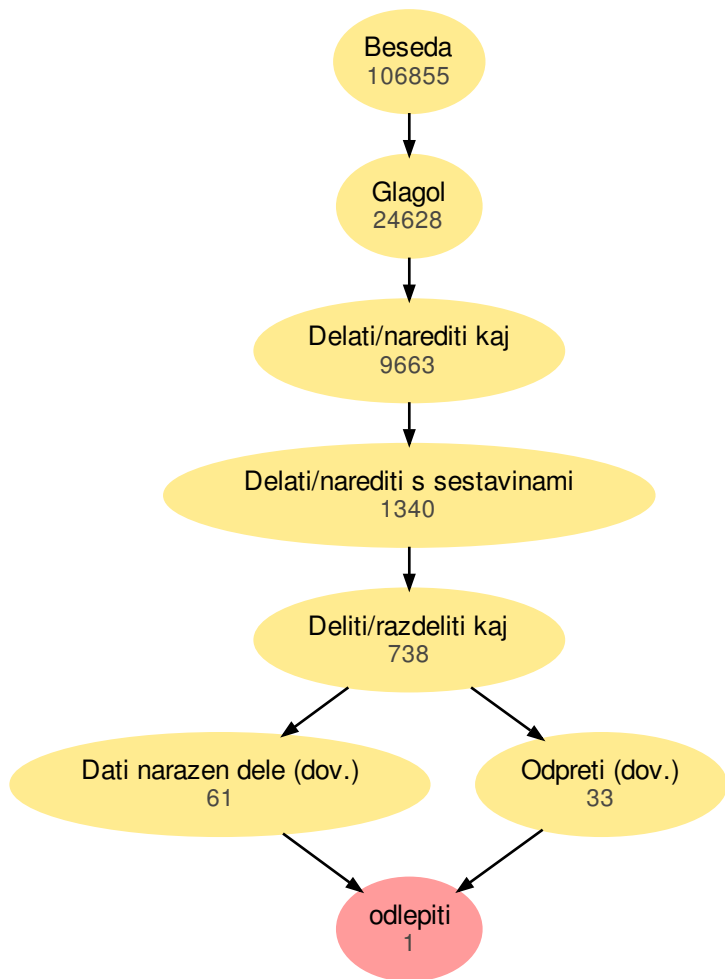 Beseda
106855
Glagol
24628
Delati/narediti kaj
9663
Delati/narediti s sestavinami
1340
Deliti/razdeliti kaj
738
Dati narazen dele (dov.)
61
Odpreti (dov.)
33
odlepiti
1